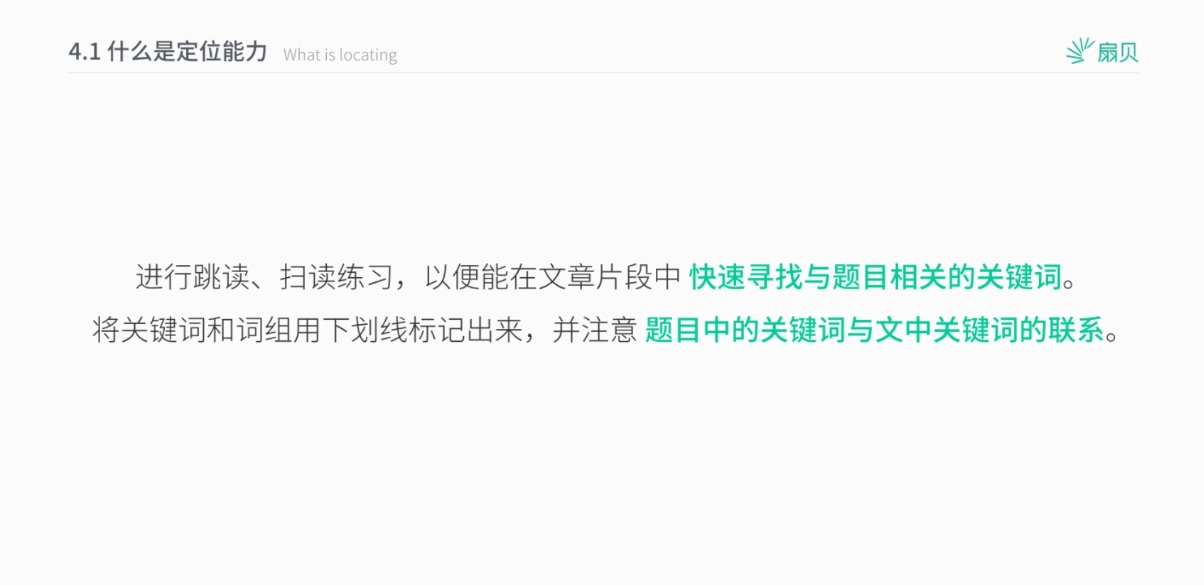 4.1 什么是定位能力 What is locating
扇贝
进行跳读、扫读练习，以便能在文章片段中 快速寻找与题目相关的关键词。
将关键词和词组用下划线标记出来，并注意 题目中的关键词与文中关键词的联系。